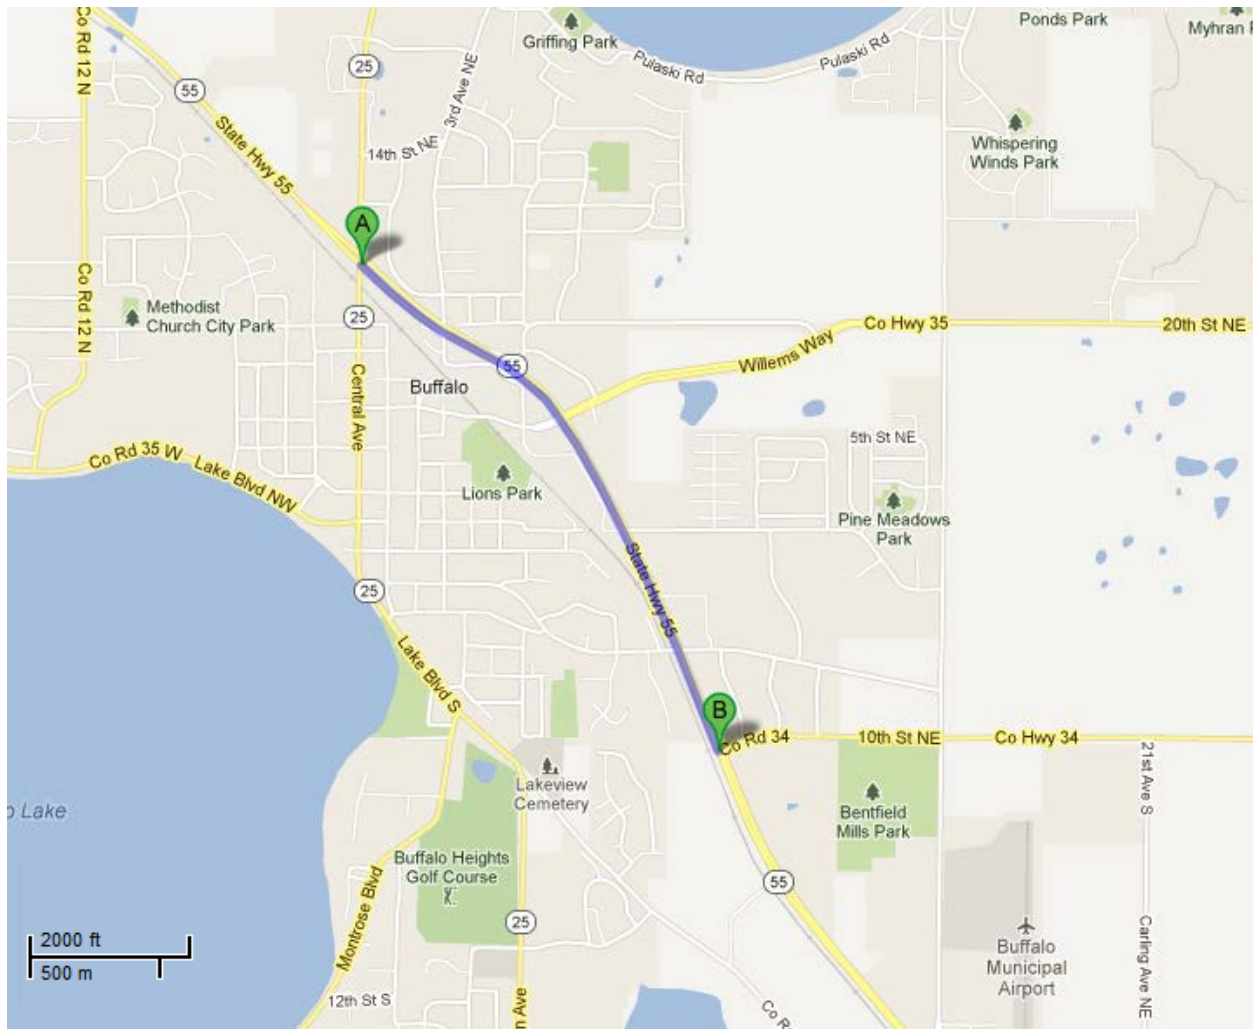 Co Rd 12 N
25
Griffing Park
Ponds Park
Myhran
Pulaski Rd
Pulaski Rd
55
3rd Ave NE
State Hwy 55
14th St NE
Whispering
Winds Park
A
Co Rd 12 N
Methodist
Church City Park
25
Co Hwy 35
20th St NE
55
Willems Way
Buffalo
Central Ave
5th St NE
Co Rd 35 W
Lake Blvd NW
Lions Park
Pine Meadows
Park
State Hwy 55
25
Lake Blvd S
B
Co Rd 34
10th St NE
Co Hwy 34
21st Ave S
Lakeview
Cemetery
o Lake
Bentfield
Mills Park
Buffalo Heights
Golf Course
55
Montrose Blvd
25
Carling Ave NE
2000 ft
500 m
Buffalo
Municipal
Airport
12th St S
n Ave
Co R